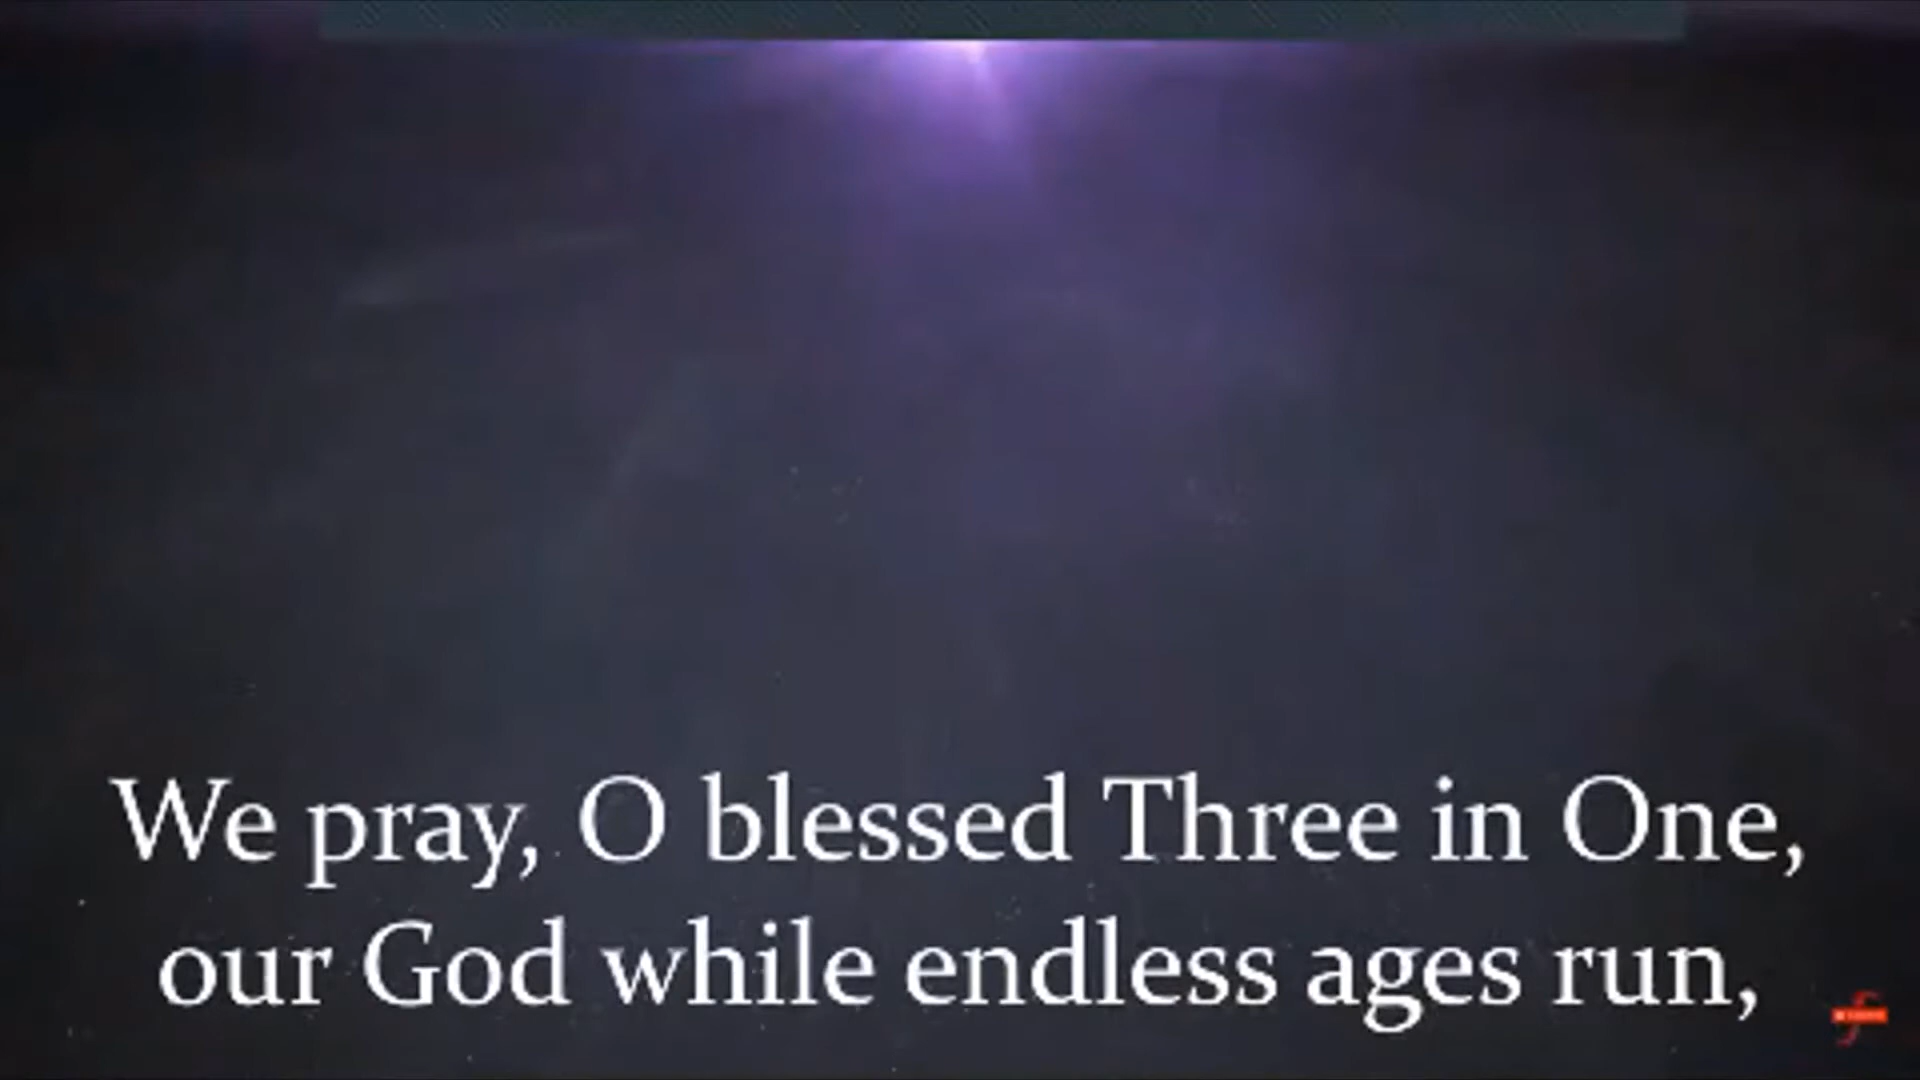 We pray, O blessed Three in One,
our God while endless ages run,